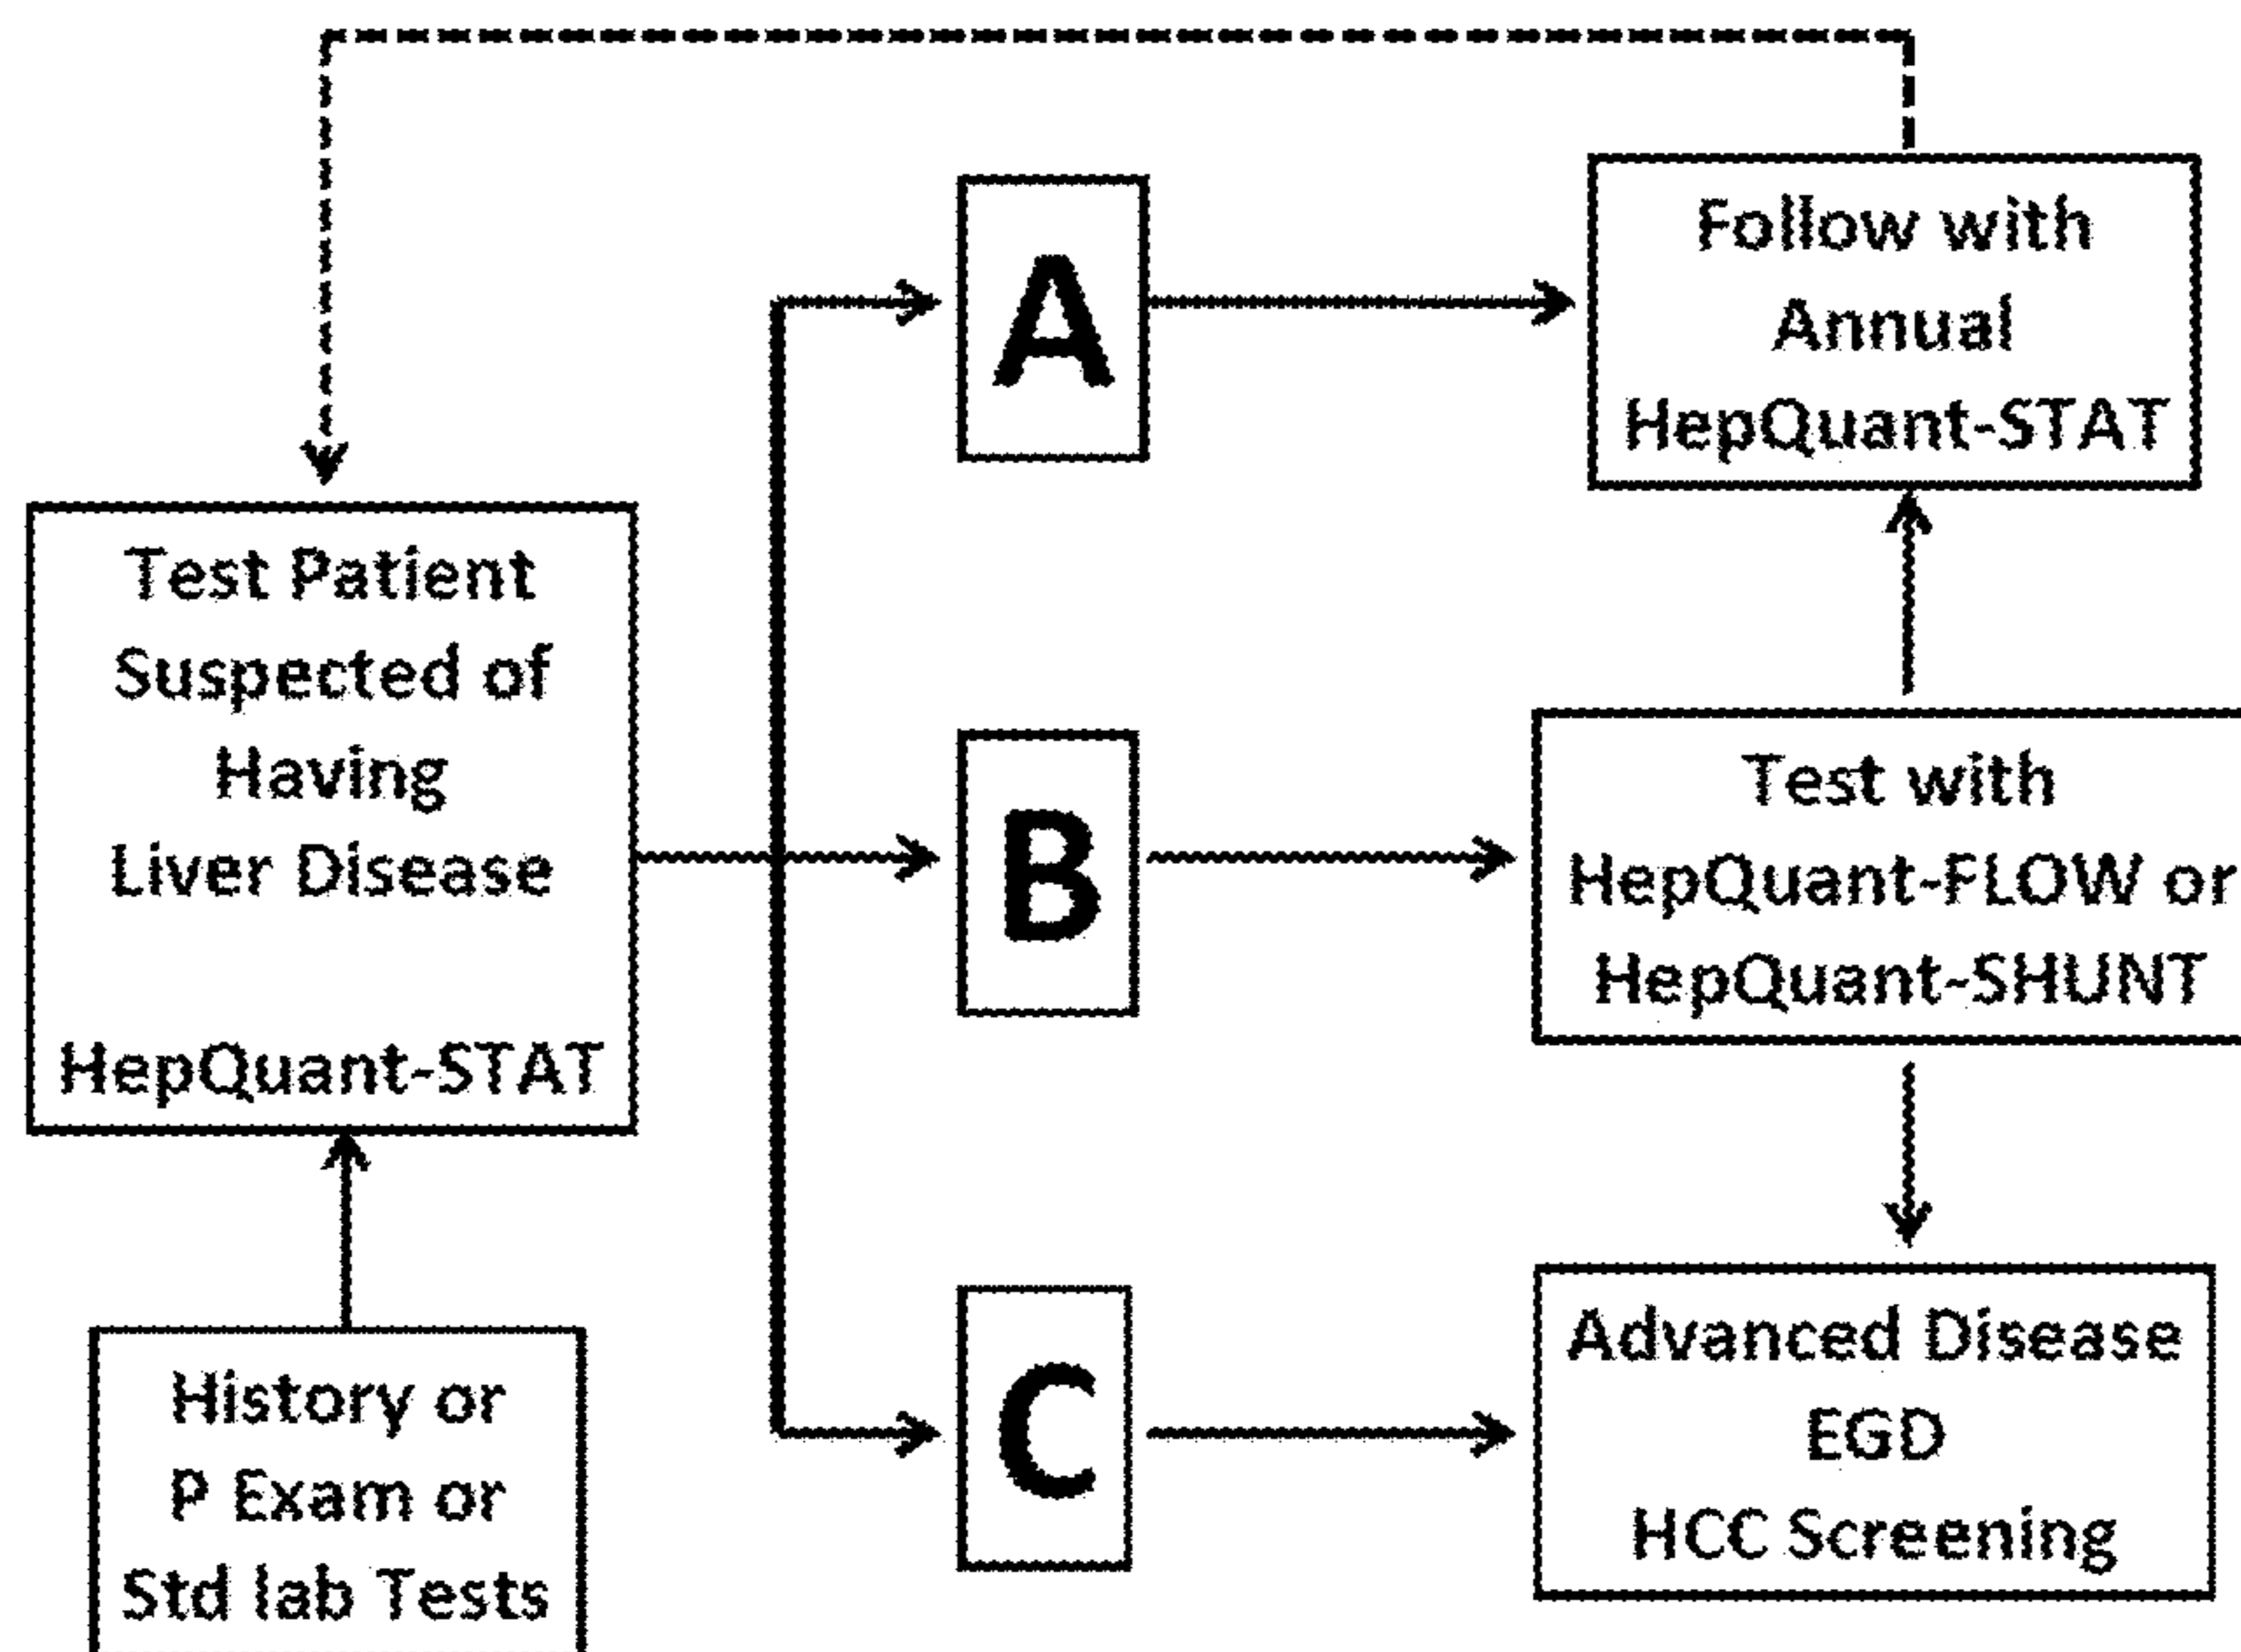 Test Patient
Suspected of
Having
Liver Disease
HepQuant-STAT
History or
P Exam or
Std lab Tests
A
B
C
Follow with
Annual
HepQuant-STAT
Test with
HepQuant-FLOW or
HepQuant-SHUNT
Advanced Disease
EGD
HCC Screening